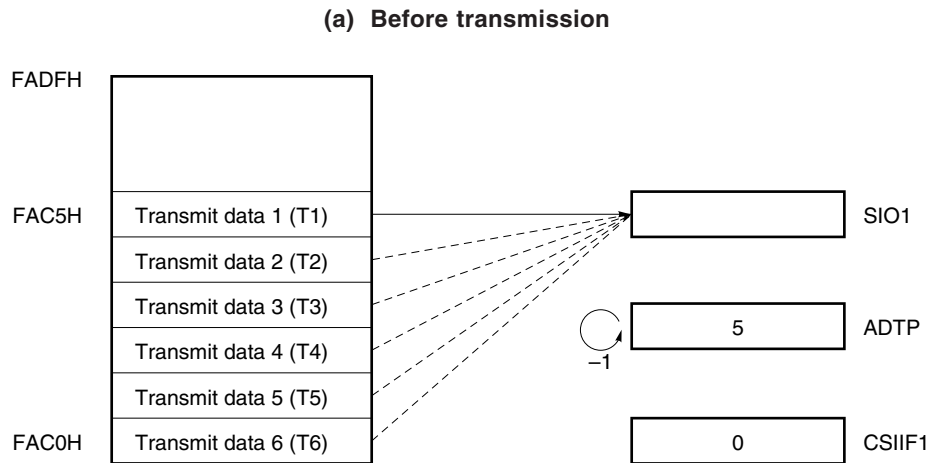 (a) Before transmission
FADFH
FAC5H Transmit data 1 (T1) SIO1
Transmit data 2 (T2)
Transmit data 3 (T3)
5 ADTP
Transmit data 4 (T4)
–1
Transmit data 5 (T5)
FAC0H Transmit data 6 (T6) 0 CSIIF1